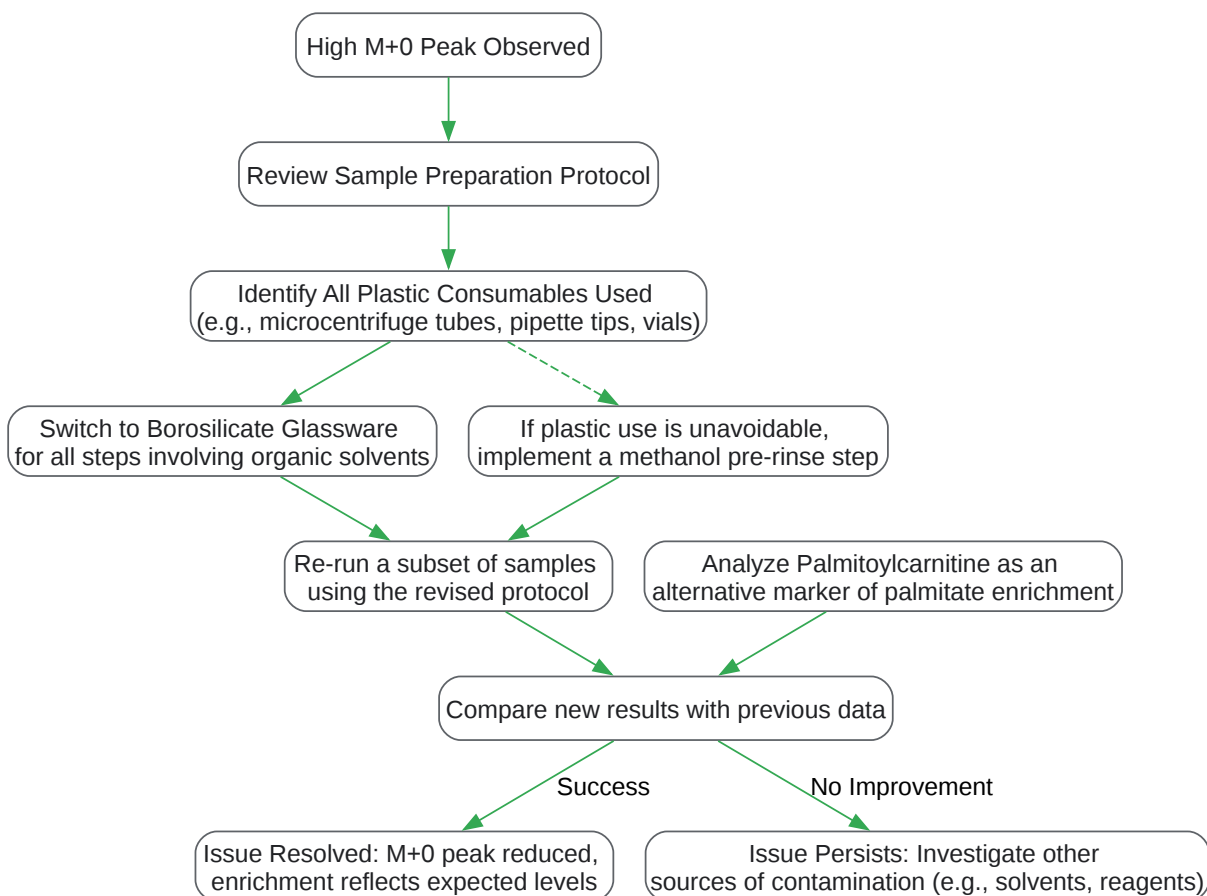 High M+0 Peak Observed
Review Sample Preparation Protocol
Identify All Plastic Consumables Used
(e.g., microcentrifuge tubes, pipette tips, vials)
Switch to Borosilicate Glassware
for all steps involving organic solvents
If plastic use is unavoidable,
implement a methanol pre-rinse step
Re-run a subset of samples
using the revised protocol
Analyze Palmitoylcarnitine as an
alternative marker of palmitate enrichment
Compare new results with previous data
Success
No Improvement
Issue Resolved: M+0 peak reduced,
enrichment reflects expected levels
Issue Persists: Investigate other
sources of contamination (e.g., solvents, reagents)